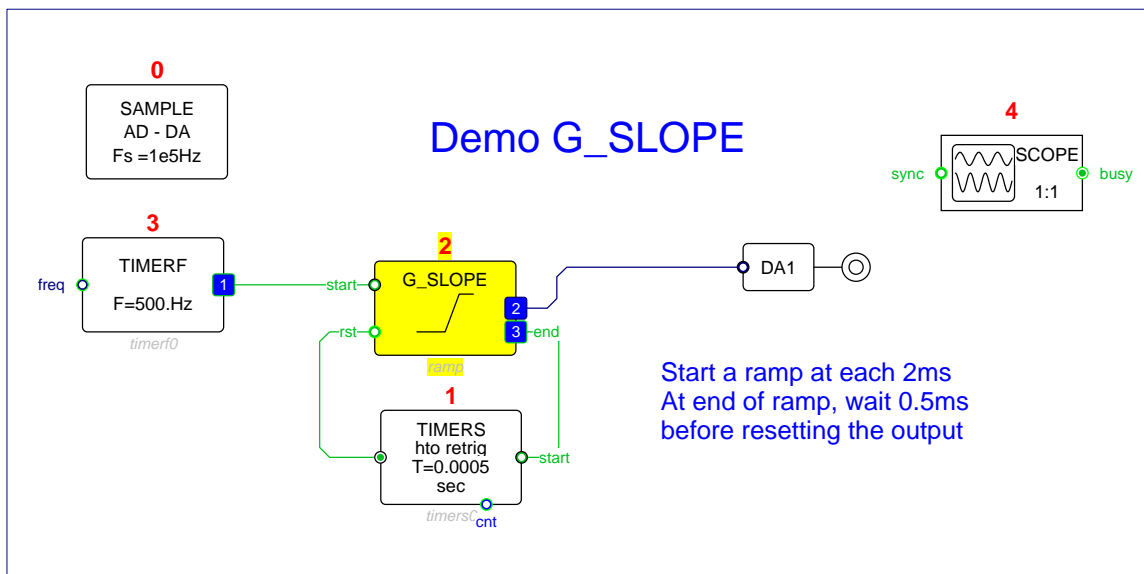 0
SAMPLE
AD - DA
Fs =1e5Hz
Demo G_SLOPE
4
sync
SCOPE
1:1
busy
3
TIMERF
F=500.Hz
freq
1
timerf0
2
G_SLOPE
start
rst
2
3
end
ramp
DA1
1
TIMERS
hto retrig
T=0.0005
sec
start
timers0
cnt
Start a ramp at each 2ms
At end of ramp, wait 0.5ms
before resetting the output